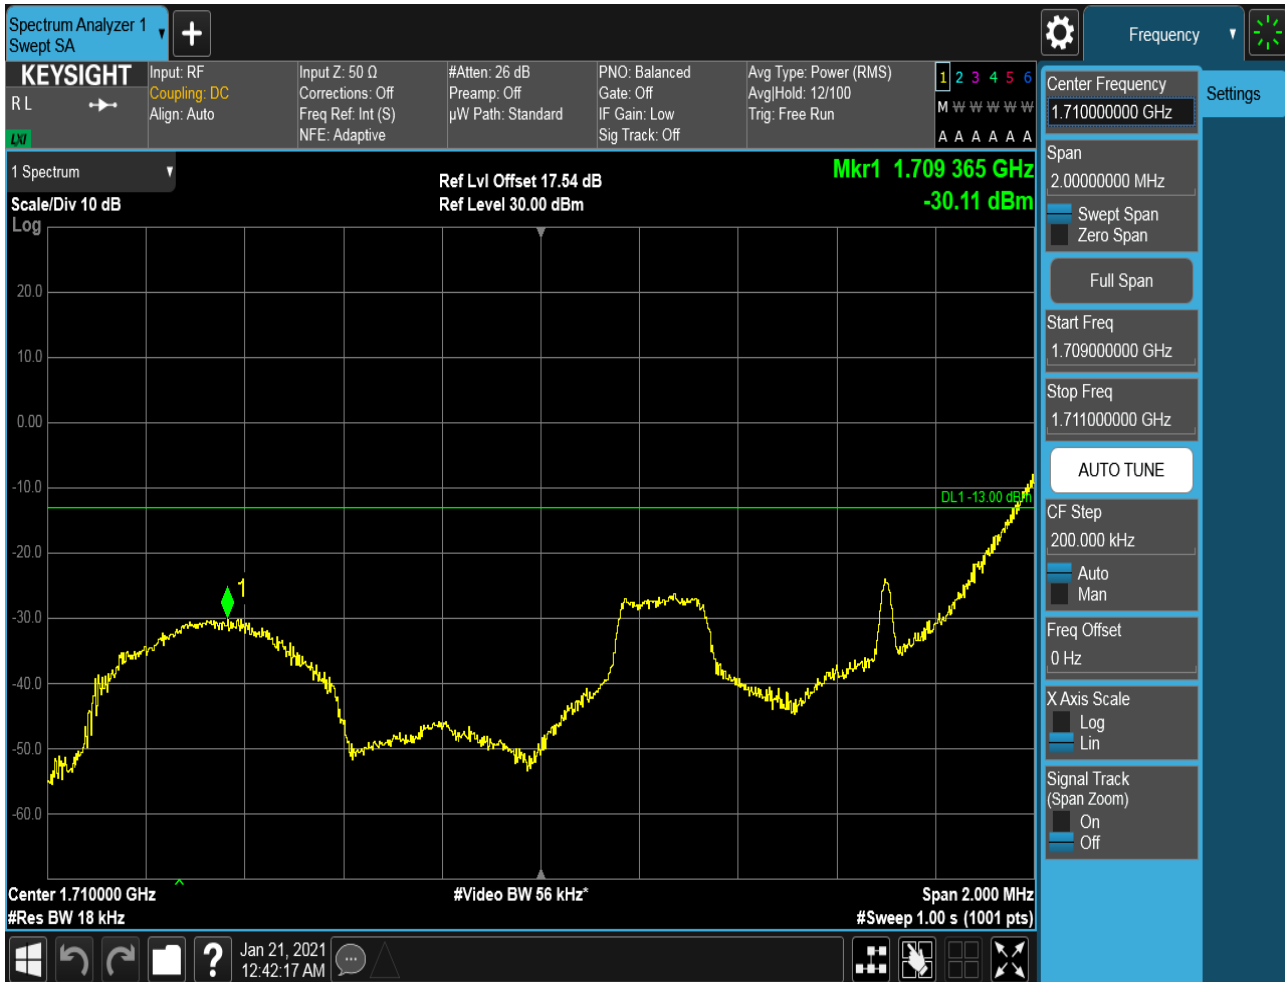 Spectrum Analyzer 1
Swept SA
Frequency
KEYSIGHT
R L
LXI
Input: RF
Coupling: DC
Align: Auto
Input Z: 50 Ω
Corrections: Off
Freq Ref: Int (S)
NFE: Adaptive
#Atten: 26 dB
Preamp: Off
µW Path: Standard
PNO: Balanced
Gate: Off
IF Gain: Low
Sig Track: Off
Avg Type: Power (RMS)
Avg|Hold: 12/100
Trig: Free Run
1 2 3 4 5 6
M W W W W W
A A A A A A
1 Spectrum
Scale/Div 10 dB
Log
Ref Lvl Offset 17.54 dB
Ref Level 30.00 dBm
Mkr1 1.709 365 GHz
-30.11 dBm
20.0
10.0
0.00
-10.0
DL1 -13.00 dBm
-20.0
1
-30.0
-40.0
-50.0
-60.0
Center 1.710000 GHz
#Video BW 56 kHz*
Span 2.000 MHz
#Res BW 18 kHz
#Sweep 1.00 s (1001 pts)
?
Jan 21, 2021
12:42:17 AM
Center Frequency
1.710000000 GHz
Settings
Span
2.00000000 MHz
Swept Span
Zero Span
Full Span
Start Freq
1.709000000 GHz
Stop Freq
1.711000000 GHz
AUTO TUNE
CF Step
200.000 kHz
Auto
Man
Freq Offset
0 Hz
X Axis Scale
Log
Lin
Signal Track
(Span Zoom)
On
Off